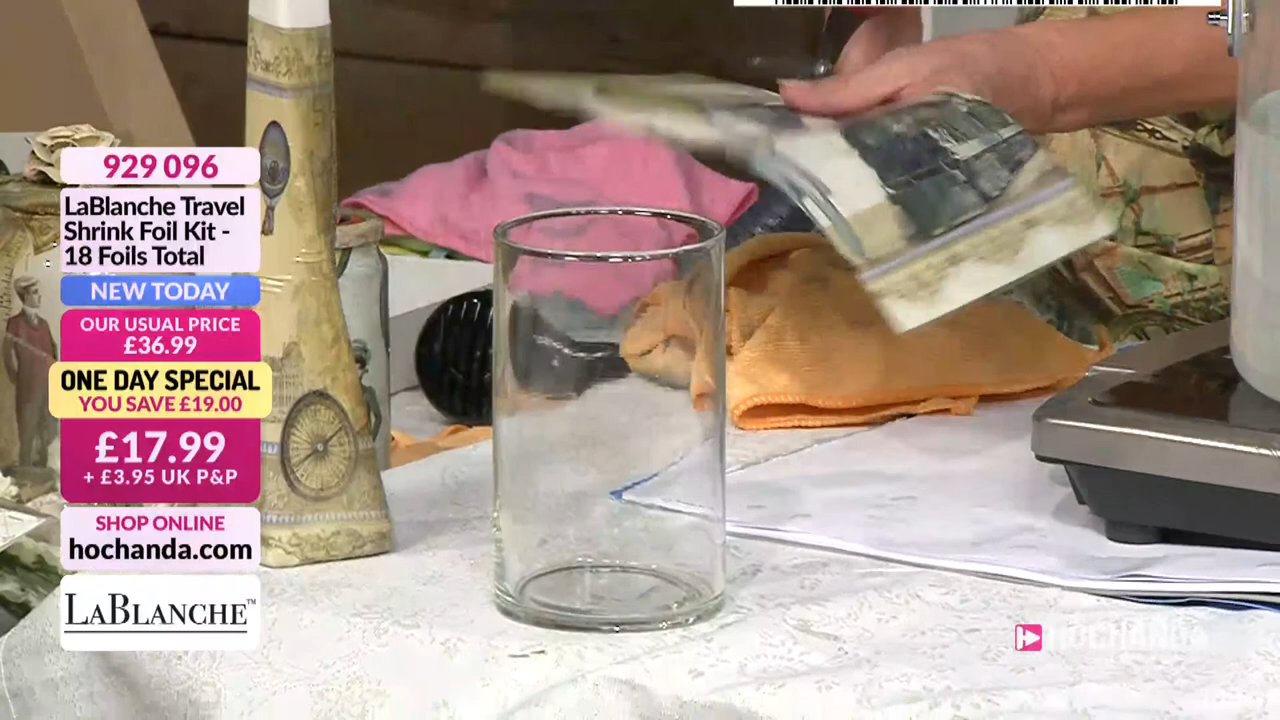 929 096
LaBlanche Travel
Shrink Foil Kit -
18 Foils Total
NEW TODAY
OUR USUAL PRICE
£36.99
ONE DAY SPECIAL
YOU SAVE £19.00
£17.99
+ £3.95 UK P&P
SHOP ONLINE
hochanda.com
LABLANCHE™
HOCHANDA